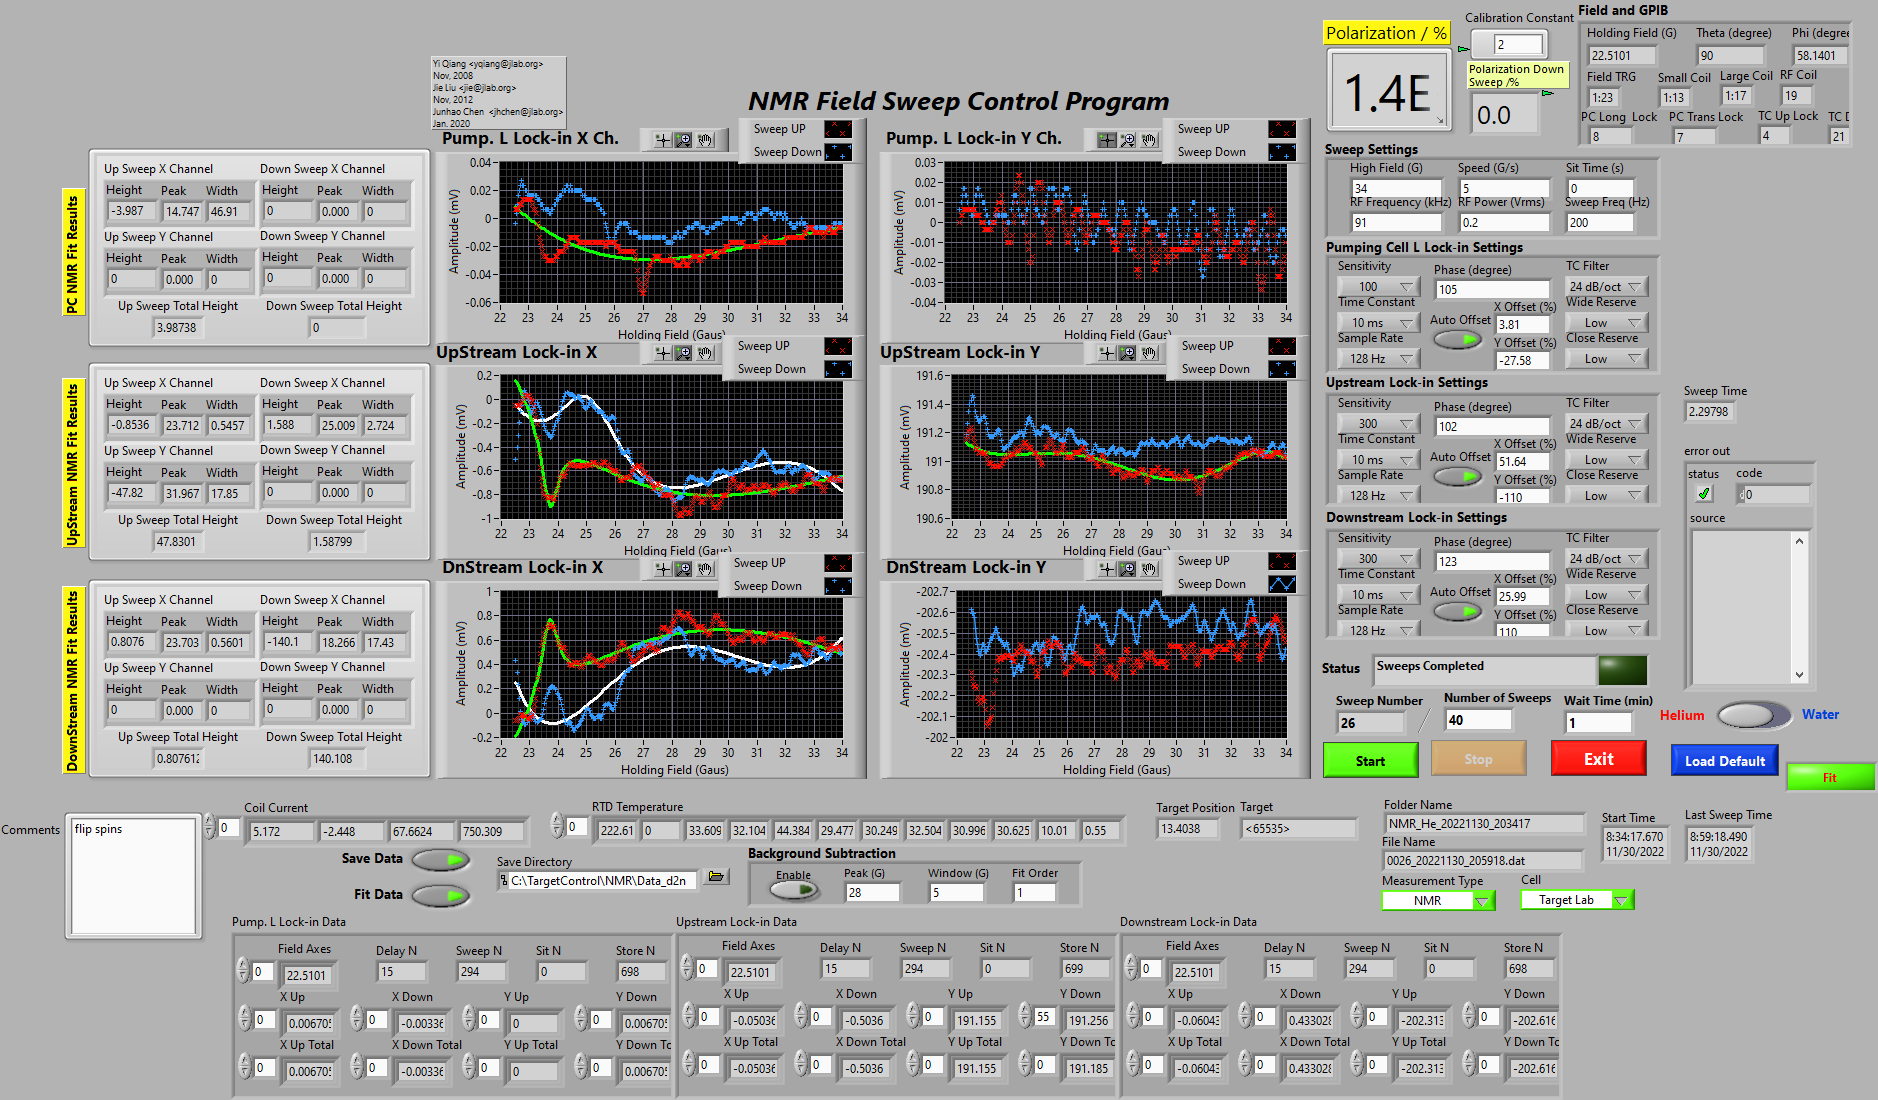 Yi Qiang <yqiang@jlab.org>
Nov, 2008
Jie Liu <jie@jlab.org>
Nov, 2012
Junhao Chen <jhchen@jlab.org>
Jan. 2020
NMR Field Sweep Control Program
Polarization / %
1.4E
Calibration Constant
2
Polarization Down
Sweep /%
0.0
Field and GPIB
Holding Field (G) Theta (degree) Phi (degree
22.5101 90 58.1401
Field TRG Small Coil Large Coil RF Coil
1:23 1:13 1:17 19
PC Long Lock PC Trans Lock TC Up Lock TC D
8 7 4 21
PC NMR Fit Results
Up Sweep X Channel Down Sweep X Channel
Height Peak Width Height Peak Width
-3.987 14.747 46.91 0 0.000 0
Up Sweep Y Channel Down Sweep Y Channel
Height Peak Width Height Peak Width
0 0.000 0 0 0.000 0
Up Sweep Total Height Down Sweep Total Height
3.98738 0
Pump. L Lock-in X Ch.
Sweep UP
Sweep Down
Amplitude (mV)
0.04
0.02
0
-0.02
-0.04
-0.06
22 23 24 25 26 27 28 29 30 31 32 33 34
Holding Field (Gaus)
Pump. L Lock-in Y Ch.
Sweep UP
Sweep Down
Amplitude (mV)
0.03
0.02
0.01
0
-0.01
-0.02
-0.03
-0.04
22 23 24 25 26 27 28 29 30 31 32 33 34
Holding Field (Gaus)
UpStream NMR Fit Results
Up Sweep X Channel Down Sweep X Channel
Height Peak Width Height Peak Width
-0.8536 23.712 0.5457 1.588 25.009 2.724
Up Sweep Y Channel Down Sweep Y Channel
Height Peak Width Height Peak Width
-47.82 31.967 17.85 0 0.000 0
Up Sweep Total Height Down Sweep Total Height
47.8301 1.58799
UpStream Lock-in X
Sweep UP
Sweep Down
Amplitude (mV)
0.2
0
-0.2
-0.4
-0.6
-0.8
-1
22 23 24 25 26 27 28 29 30 31 32 33 34
Holding Field (Gaus)
UpStream Lock-in Y
Sweep UP
Sweep Down
Amplitude (mV)
191.6
191.4
191.2
191
190.8
190.6
22 23 24 25 26 27 28 29 30 31 32 33 34
Holding Field (Gaus)
DownStream NMR Fit Results
Up Sweep X Channel Down Sweep X Channel
Height Peak Width Height Peak Width
0.8076 23.703 0.5601 -140.1 18.266 17.43
Up Sweep Y Channel Down Sweep Y Channel
Height Peak Width Height Peak Width
0 0.000 0 0 0.000 0
Up Sweep Total Height Down Sweep Total Height
0.807612 140.108
DnStream Lock-in X
Sweep UP
Sweep Down
Amplitude (mV)
1
0.8
0.6
0.4
0.2
0
-0.2
22 23 24 25 26 27 28 29 30 31 32 33 34
Holding Field (Gaus)
DnStream Lock-in Y
Sweep UP
Sweep Down
Amplitude (mV)
-202.7
-202.6
-202.5
-202.4
-202.3
-202.2
-202.1
-202
22 23 24 25 26 27 28 29 30 31 32 33 34
Holding Field (Gaus)
Sweep Settings
High Field (G) Speed (G/s) Sit Time (s)
34 5 0
RF Frequency (kHz) RF Power (Vrms) Sweep Freq (Hz)
91 0.2 200
Pumping Cell L Lock-in Settings
Sensitivity Phase (degree) TC Filter
100 105 24 dB/oct
Time Constant X Offset (%) Wide Reserve
10 ms Auto Offset 3.81 Low
Sample Rate Y Offset (%) Close Reserve
128 Hz -27.58 Low
Upstream Lock-in Settings
Sensitivity Phase (degree) TC Filter
300 102 24 dB/oct
Time Constant X Offset (%) Wide Reserve
10 ms Auto Offset 51.64 Low
Sample Rate Y Offset (%) Close Reserve
128 Hz -110 Low
Downstream Lock-in Settings
Sensitivity Phase (degree) TC Filter
300 123 24 dB/oct
Time Constant X Offset (%) Wide Reserve
10 ms Auto Offset 25.99 Low
Sample Rate Y Offset (%) Close Reserve
128 Hz 110 Low
Sweep Time
2.29798
error out
status code
0
source
Status Sweeps Completed
Sweep Number Number of Sweeps Wait Time (min)
26 / 40 1
Helium Water
Start Stop Exit Load Default Fit
Comments
flip spins
Coil Current
0 5.172 -2.448 67.6624 750.309
RTD Temperature
0 222.61 0 33.609 32.104 44.384 29.477 30.249 32.504 30.996 30.625 10.01 0.55
Target Position Target
13.4038 <65535>
Folder Name
NMR_He_20221130_203417
File Name
0026_20221130_205918.dat
Start Time
8:34:17.670
11/30/2022
Last Sweep Time
8:59:18.490
11/30/2022
Measurement Type Cell
NMR Target Lab
Save Data
Fit Data
Save Directory
C:\TargetControl\NMR\Data_d2n
Background Subtraction
Enable Peak (G) Window (G) Fit Order
28 5 1
Pump. L Lock-in Data
Field Axes Delay N Sweep N Sit N Store N
0 22.5101 15 294 0 698
X Up X Down Y Up Y Down
0 0.00670 0 -0.00336 0 0 0 0.00670
X Up Total X Down Total Y Up Total Y Down To
0 0.00670 0 -0.00336 0 0 0 0.00670
Upstream Lock-in Data
Field Axes Delay N Sweep N Sit N Store N
0 22.5101 15 294 0 699
X Up X Down Y Up Y Down
0 -0.05036 0 -0.5036 0 191.155 55 191.256
X Up Total X Down Total Y Up Total Y Down To
0 -0.05036 0 -0.5036 0 191.155 0 191.185
Downstream Lock-in Data
Field Axes Delay N Sweep N Sit N Store N
0 22.5101 15 294 0 698
X Up X Down Y Up Y Down
0 -0.06043 0 0.433028 0 -202.313 0 -202.616
X Up Total X Down Total Y Up Total Y Down To
0 -0.06043 0 0.433028 0 -202.313 0 -202.616